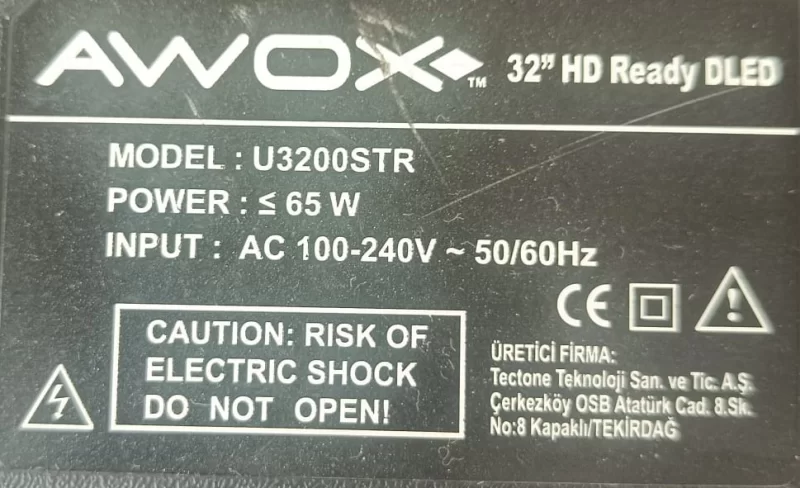 AWOX™ 32” HD Ready DLED
MODEL : U3200STR
POWER : ≤ 65 W
INPUT : AC 100-240V ~ 50/60Hz
CE
CAUTION: RISK OF
ELECTRIC SHOCK
DO NOT OPEN!
ÜRETİCİ FİRMA:
Tectone Teknoloji San. ve Tic. A.Ş.
Çerkezköy OSB Atatürk Cad. 8.Sk.
No:8 Kapaklı/TEKİRDAĞ